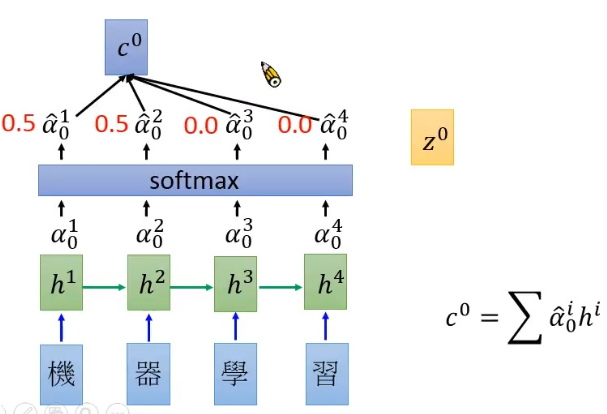 c⁰
0.5 α̂₀¹ 0.5 α̂₀² 0.0 α̂₀³ 0.0 α̂₀⁴
z⁰
softmax
α₀¹ α₀² α₀³ α₀⁴
h¹ h² h³ h⁴
c⁰ = ∑ α̂₀ⁱhⁱ
機 器 學 習